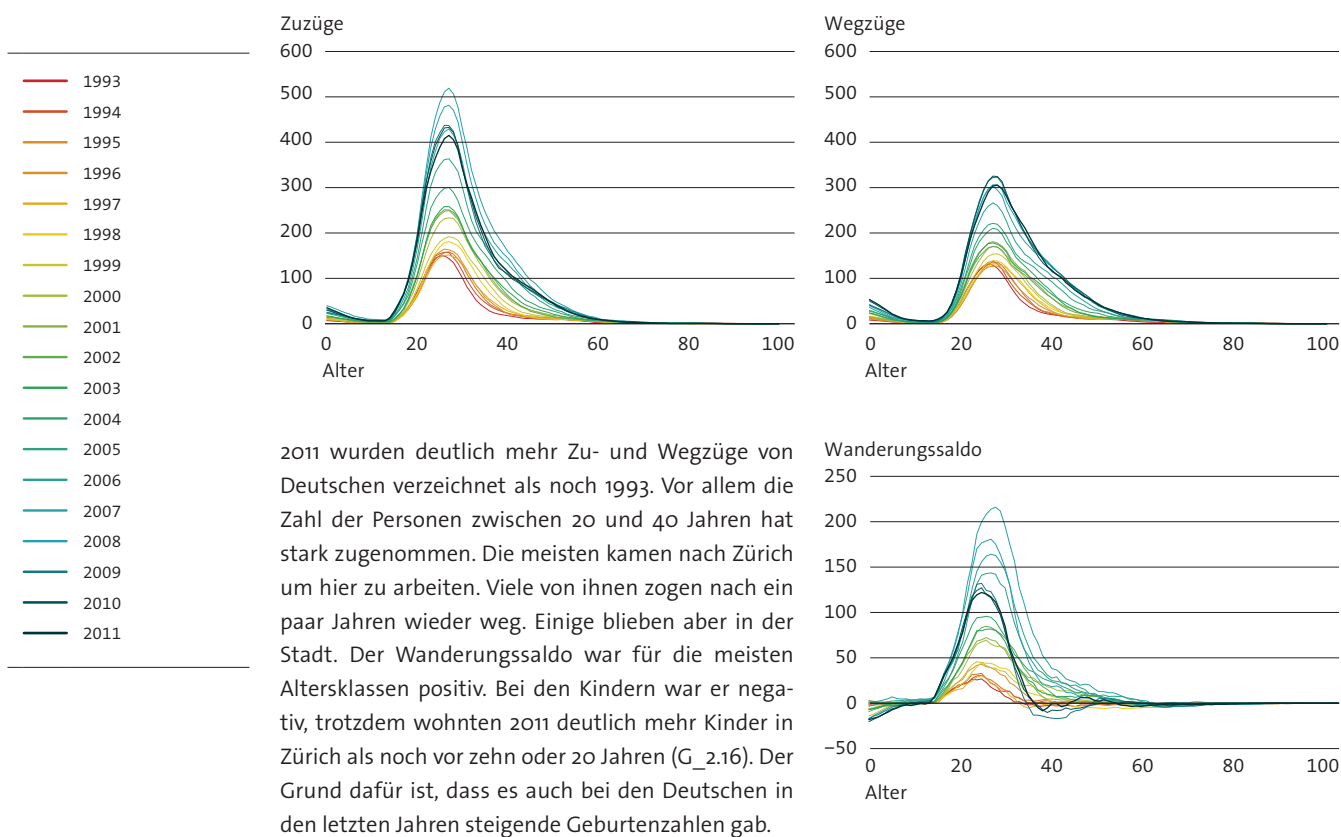 1993
1994
1995
1996
1997
1998
1999
2000
2001
2002
2003
2004
2005
2006
2007
2008
2009
2010
2011
Zuzüge
600
500
400
300
200
100
0
0 20 40 60 80 100
Alter
Wegzüge
600
500
400
300
200
100
0
0 20 40 60 80 100
Alter
2011 wurden deutlich mehr Zu- und Wegzüge von
Deutschen verzeichnet als noch 1993. Vor allem die
Zahl der Personen zwischen 20 und 40 Jahren hat
stark zugenommen. Die meisten kamen nach Zürich
um hier zu arbeiten. Viele von ihnen zogen nach ein
paar Jahren wieder weg. Einige blieben aber in der
Stadt. Der Wanderungssaldo war für die meisten
Altersklassen positiv. Bei den Kindern war er nega-
tiv, trotzdem wohnten 2011 deutlich mehr Kinder in
Zürich als noch vor zehn oder 20 Jahren (G_2.16). Der
Grund dafür ist, dass es auch bei den Deutschen in
den letzten Jahren steigende Geburtenzahlen gab.
Wanderungssaldo
250
200
150
100
50
0
−50
0 20 40 60 80 100
Alter